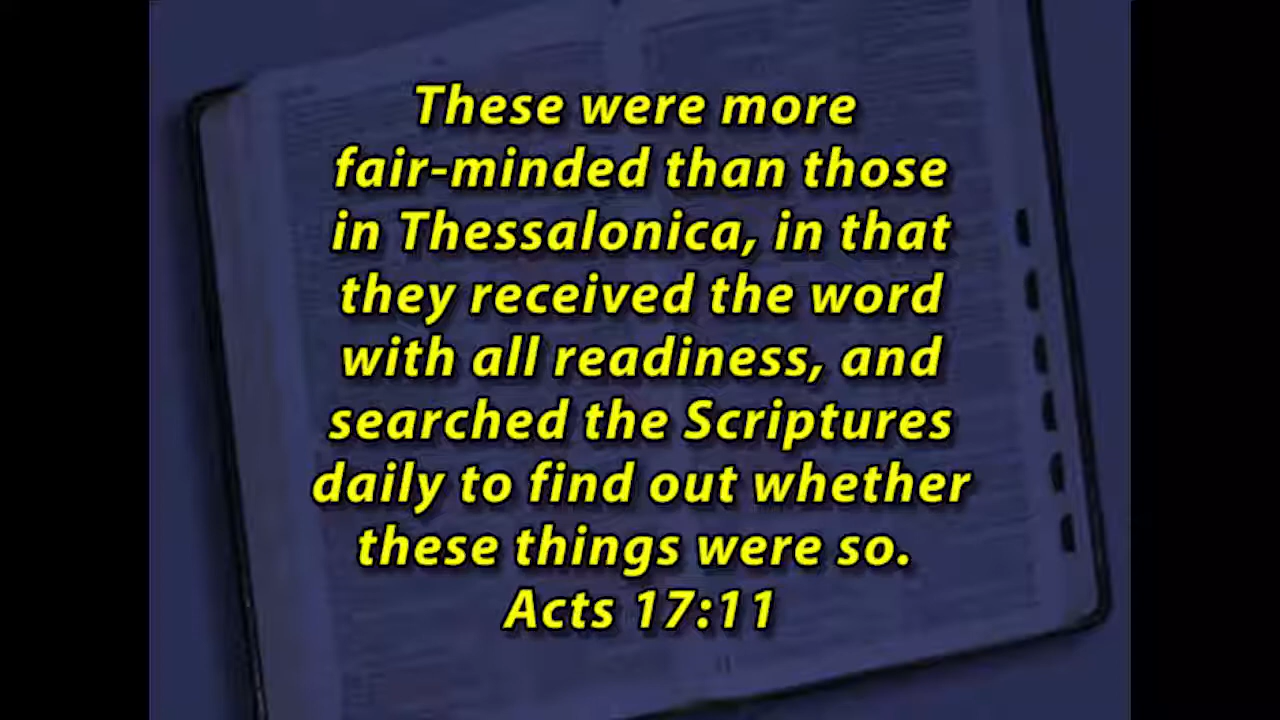 These were more
fair-minded than those
in Thessalonica, in that
they received the word
with all readiness, and
searched the Scriptures
daily to find out whether
these things were so.
Acts 17:11